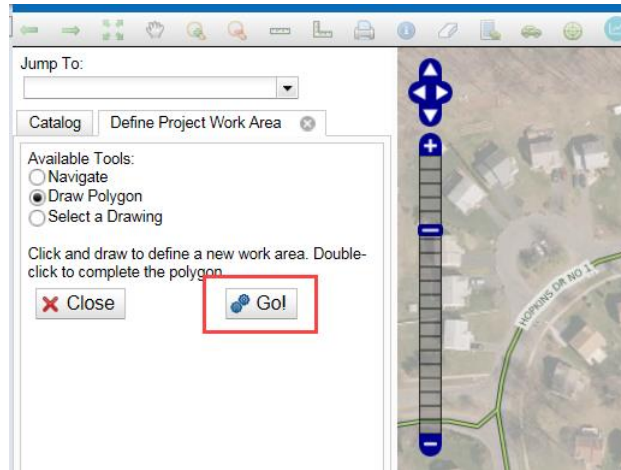 Jump To:
Catalog
Define Project Work Area
Available Tools:
Navigate
Draw Polygon
Select a Drawing
Click and draw to define a new work area. Double-
click to complete the polygon.
Close
Go!
HOPKINS DR NO 1